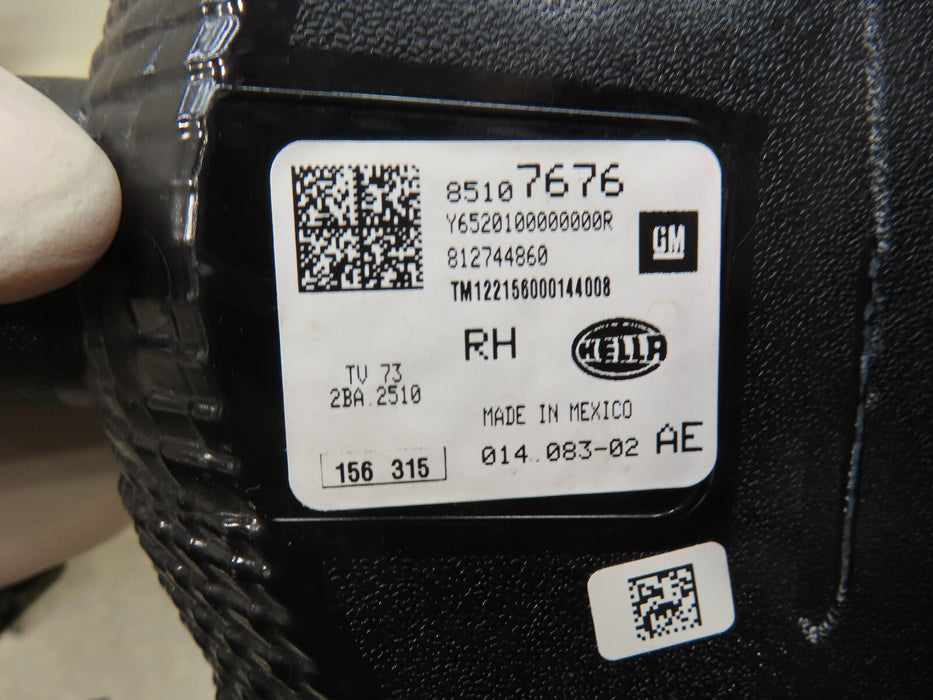 8510 7676
Y6520100000000R
GM
812744860
TM122156000144008
RH
HELLA
TV 73
2BA.2510
MADE IN MEXICO
014.083-02 AE
156 315